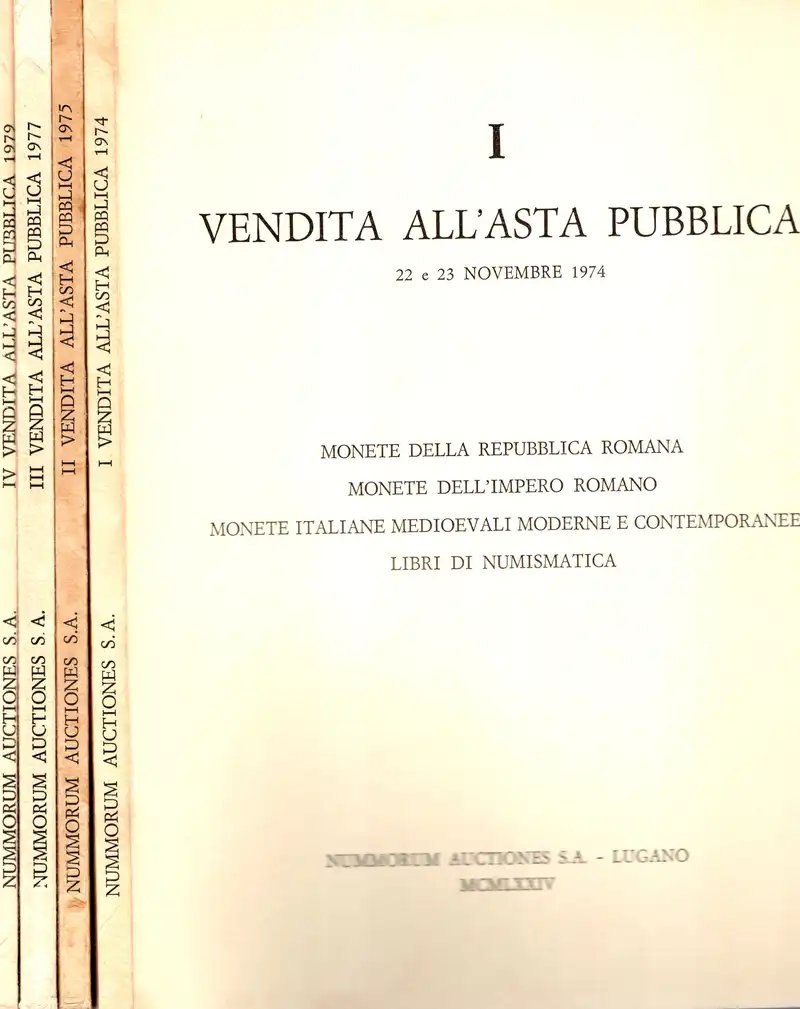 IV VENDITA ALL'ASTA PUBBLICA 1979
NUMMORUM AUCTIONES S.A.
III VENDITA ALL'ASTA PUBBLICA 1977
NUMMORUM AUCTIONES S.A.
II VENDITA ALL'ASTA PUBBLICA 1975
NUMMORUM AUCTIONES S.A.
I VENDITA ALL'ASTA PUBBLICA 1974
NUMMORUM AUCTIONES S.A.
I
VENDITA ALL'ASTA PUBBLICA
22 e 23 NOVEMBRE 1974
MONETE DELLA REPUBBLICA ROMANA
MONETE DELL'IMPERO ROMANO
MONETE ITALIANE MEDIOEVALI MODERNE E CONTEMPORANEE
LIBRI DI NUMISMATICA
NUMMORUM AUCTIONES S.A. - LUGANO
MCMLXXIV